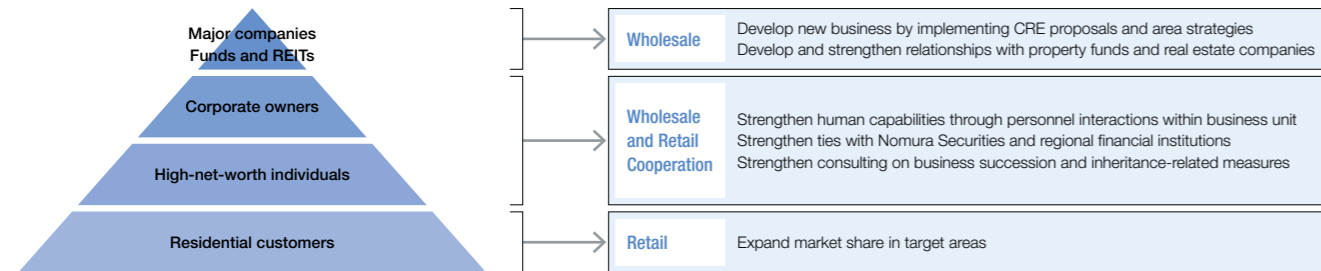 Major companies
Funds and REITs
Wholesale
Develop new business by implementing CRE proposals and area strategies
Develop and strengthen relationships with property funds and real estate companies
Corporate owners
High-net-worth individuals
Wholesale
and Retail
Cooperation
Strengthen human capabilities through personnel interactions within business unit
Strengthen ties with Nomura Securities and regional financial institutions
Strengthen consulting on business succession and inheritance-related measures
Residential customers
Retail
Expand market share in target areas